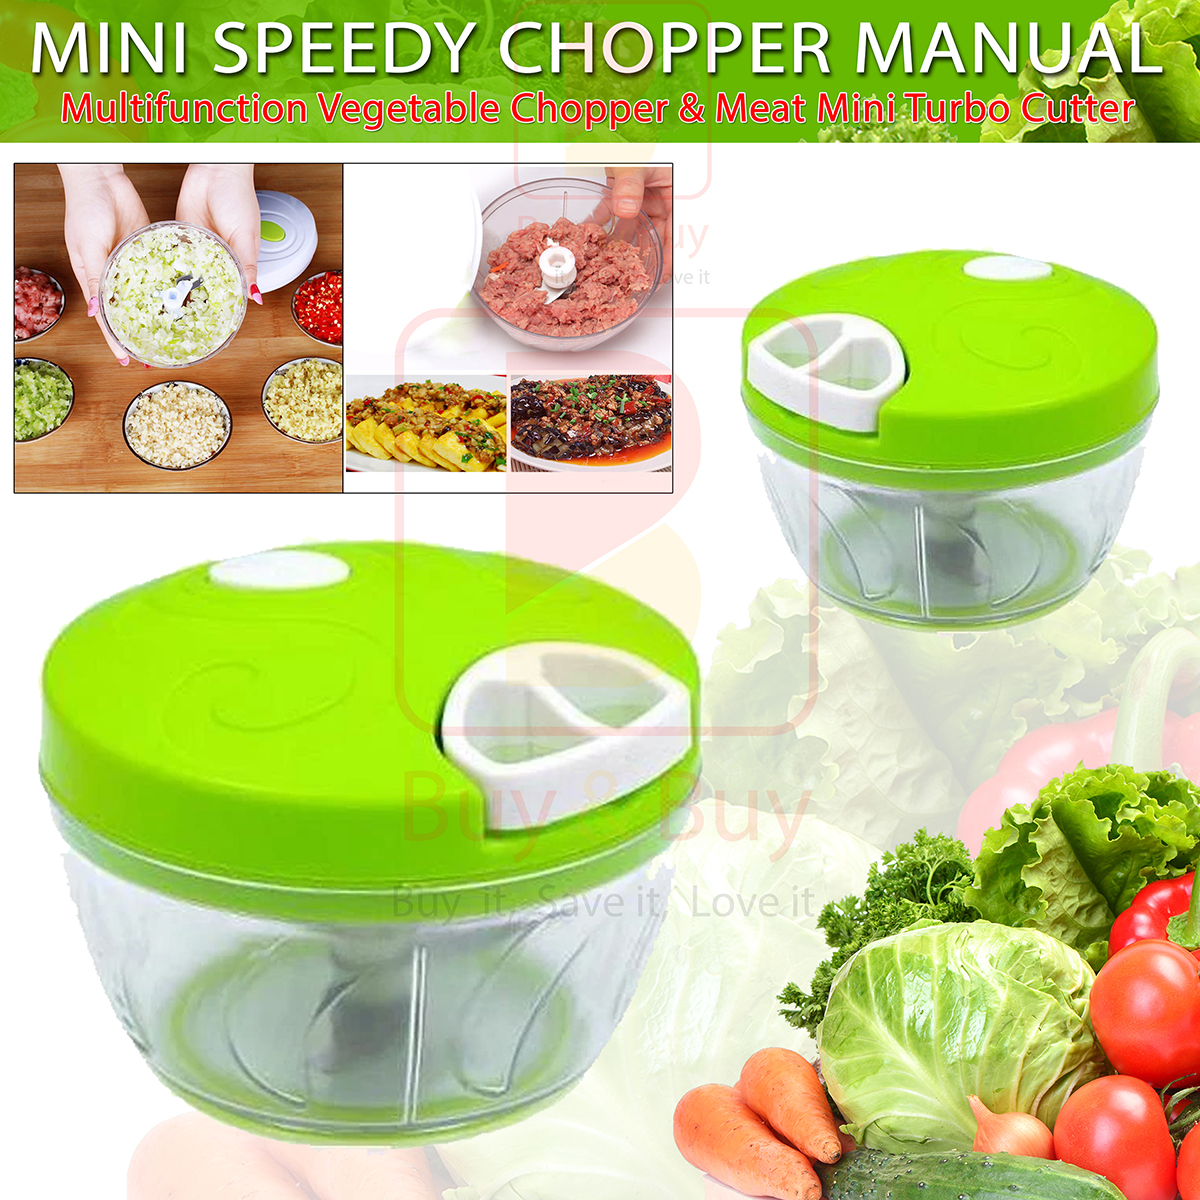 MINI SPEEDY CHOPPER MANUAL
Multifunction Vegetable Chopper & Meat Mini Turbo Cutter
Buy & Buy
Buy it, Save it, Love it